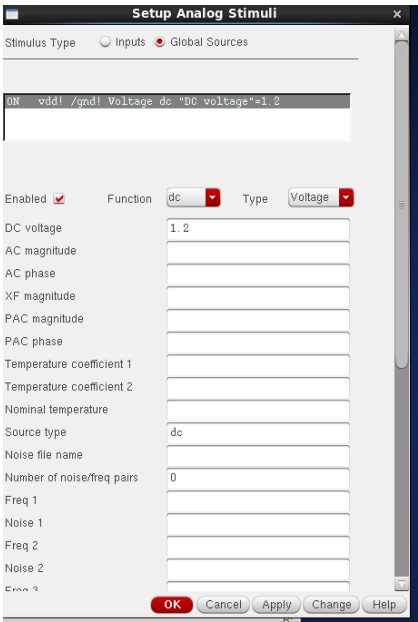 Setup Analog Stimuli
Stimulus Type Inputs Global Sources
ON vdd! /gnd! Voltage dc "DC voltage"=1.2
Enabled Function dc Type Voltage
DC voltage 1.2
AC magnitude
AC phase
XF magnitude
PAC magnitude
PAC phase
Temperature coefficient 1
Temperature coefficient 2
Nominal temperature
Source type dc
Noise file name
Number of noise/freq pairs 0
Freq 1
Noise 1
Freq 2
Noise 2
Freq 3
OK Cancel Apply Change Help